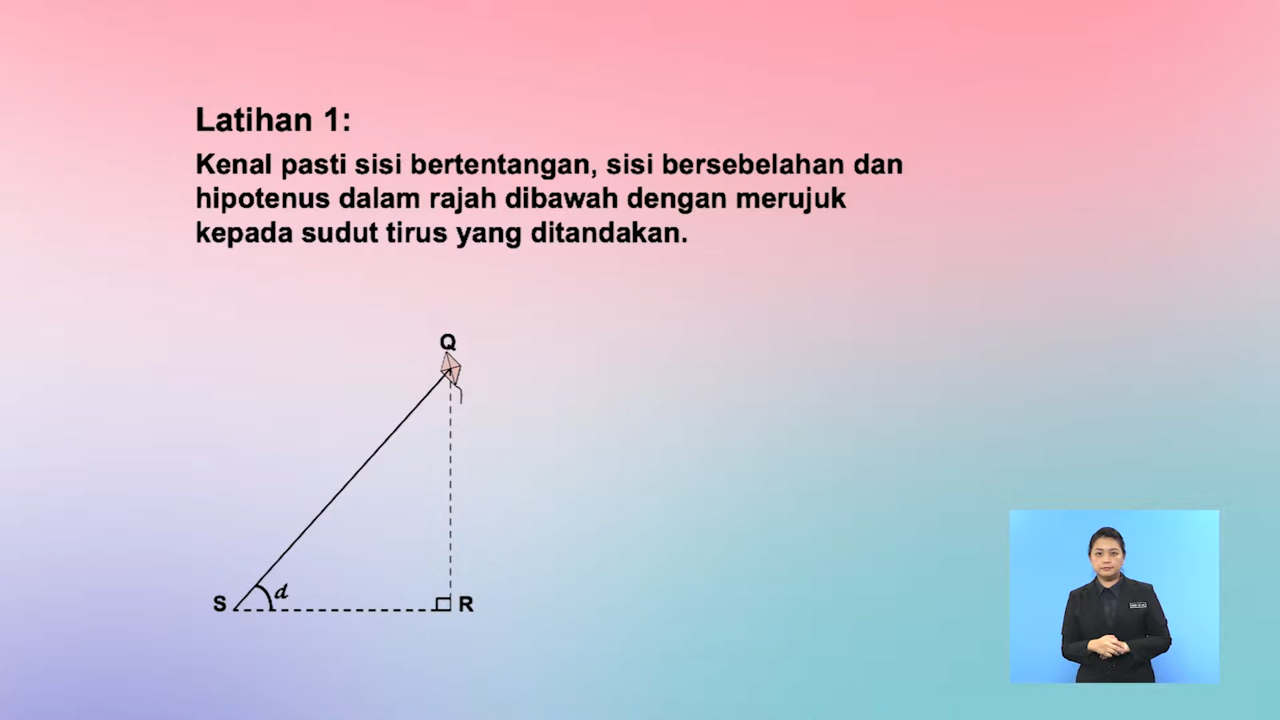 Latihan 1:
Kenal pasti sisi bertentangan, sisi bersebelahan dan
hipotenus dalam rajah dibawah dengan merujuk
kepada sudut tirus yang ditandakan.
Q
d
S
R